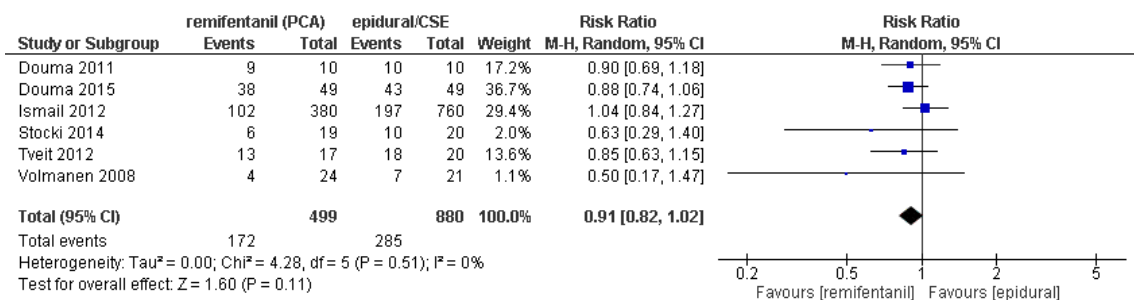 remifentanil (PCA) epidural/CSE Risk Ratio Risk Ratio
Study or Subgroup Events Total Events Total Weight M-H, Random, 95% CI M-H, Random, 95% CI
Douma 2011 9 10 10 10 17.2% 0.90 [0.69, 1.18]
Douma 2015 38 49 43 49 36.7% 0.88 [0.74, 1.06]
Ismail 2012 102 380 197 760 29.4% 1.04 [0.84, 1.27]
Stocki 2014 6 19 10 20 2.0% 0.63 [0.29, 1.40]
Tveit 2012 13 17 18 20 13.6% 0.85 [0.63, 1.15]
Volmanen 2008 4 24 7 21 1.1% 0.50 [0.17, 1.47]
Total (95% CI) 499 880 100.0% 0.91 [0.82, 1.02]
Total events 172 285
Heterogeneity: Tau² = 0.00; Chi² = 4.28, df = 5 (P = 0.51); I² = 0%
Test for overall effect: Z = 1.60 (P = 0.11)
0.2 0.5 1 2 5
Favours [remifentanil] Favours [epidural]